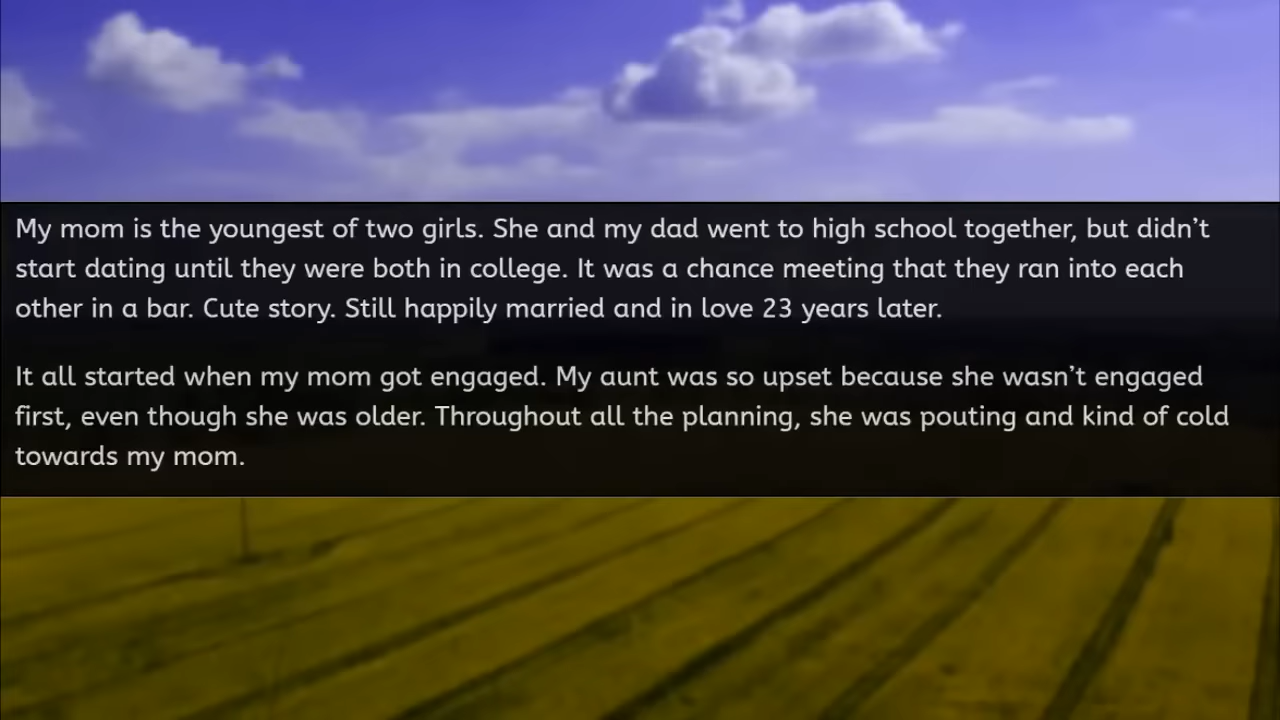 My mom is the youngest of two girls. She and my dad went to high school together, but didn’t
start dating until they were both in college. It was a chance meeting that they ran into each
other in a bar. Cute story. Still happily married and in love 23 years later.
It all started when my mom got engaged. My aunt was so upset because she wasn’t engaged
first, even though she was older. Throughout all the planning, she was pouting and kind of cold
towards my mom.